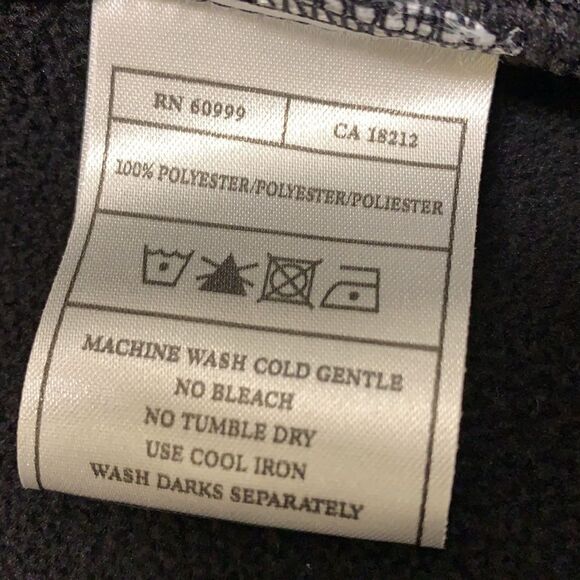 RN 60999
CA 18212
100% POLYESTER/POLYESTER/POLIESTER
MACHINE WASH COLD GENTLE
NO BLEACH
NO TUMBLE DRY
USE COOL IRON
WASH DARKS SEPARATELY